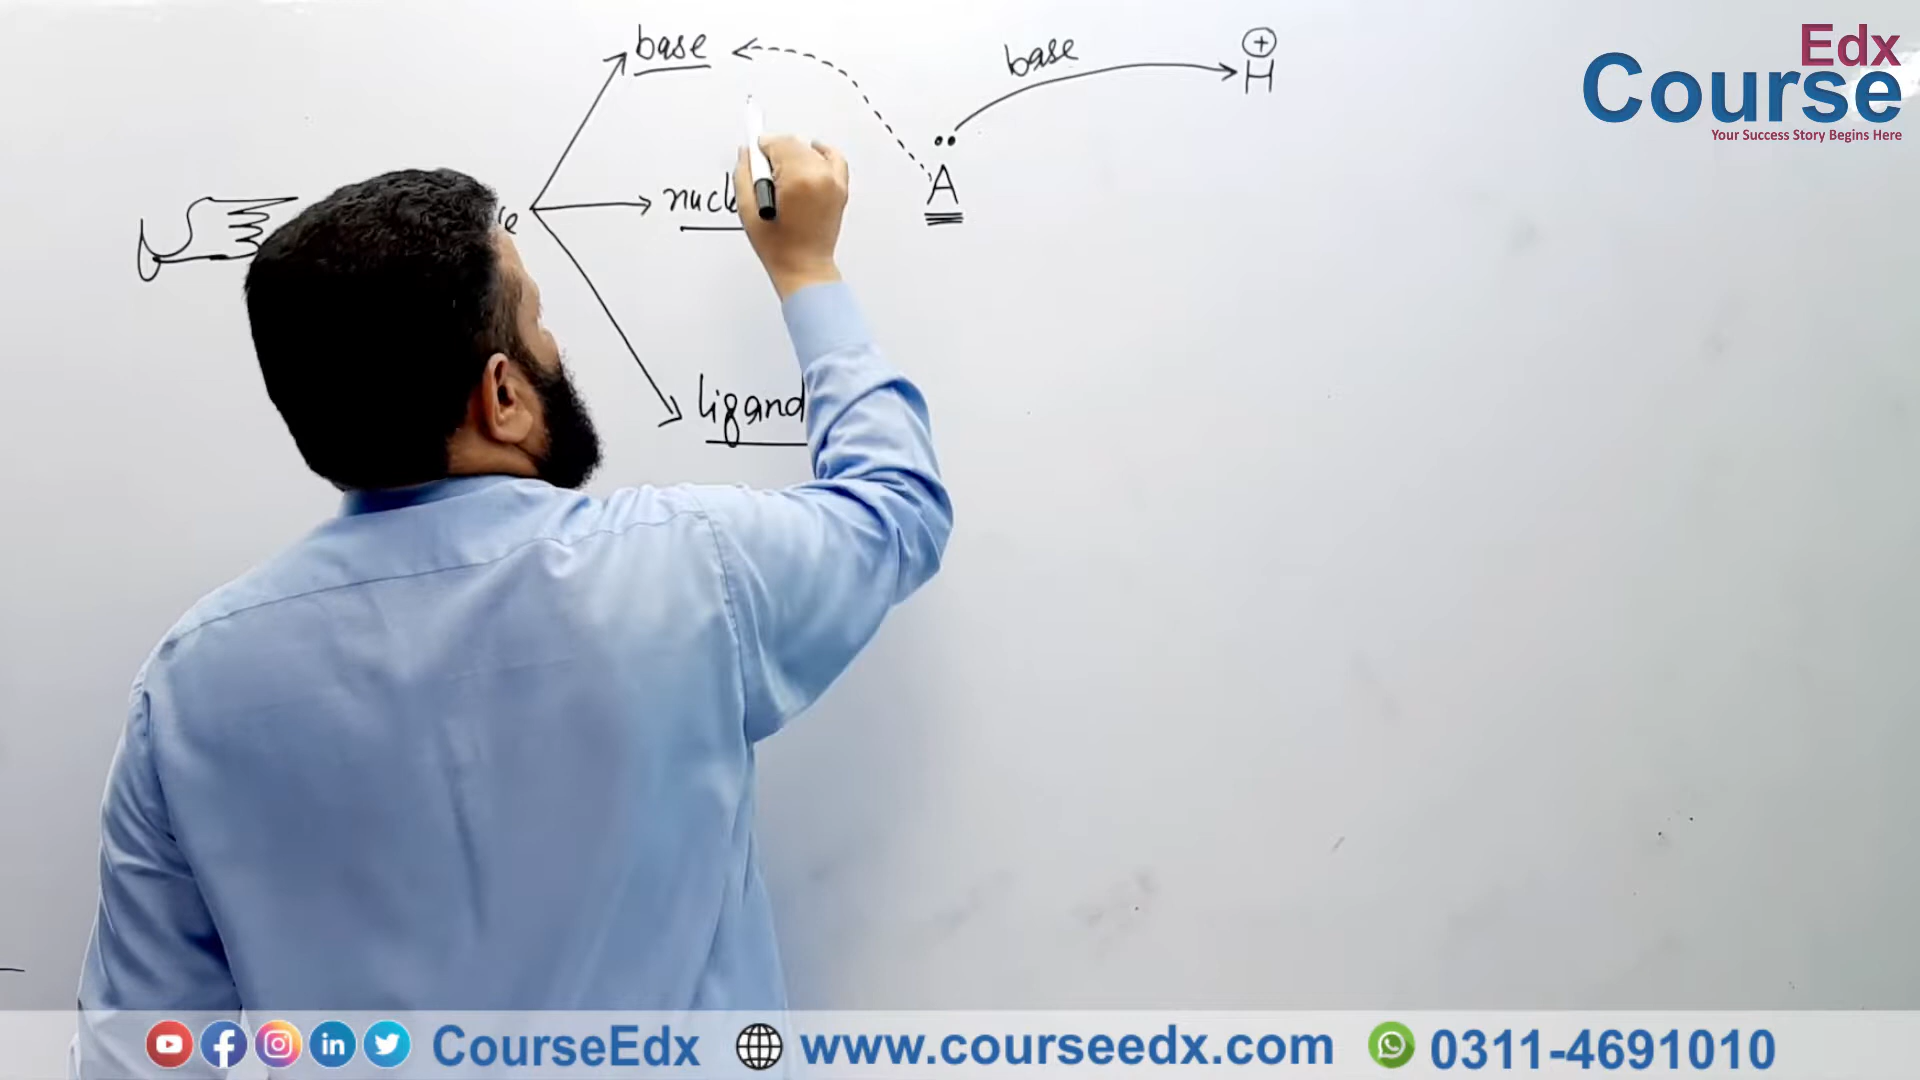 base
base
⊕
H
••
A
nucl
ligand
Edx
Course
Your Success Story Begins Here
CourseEdx
www.courseedx.com
0311-4691010